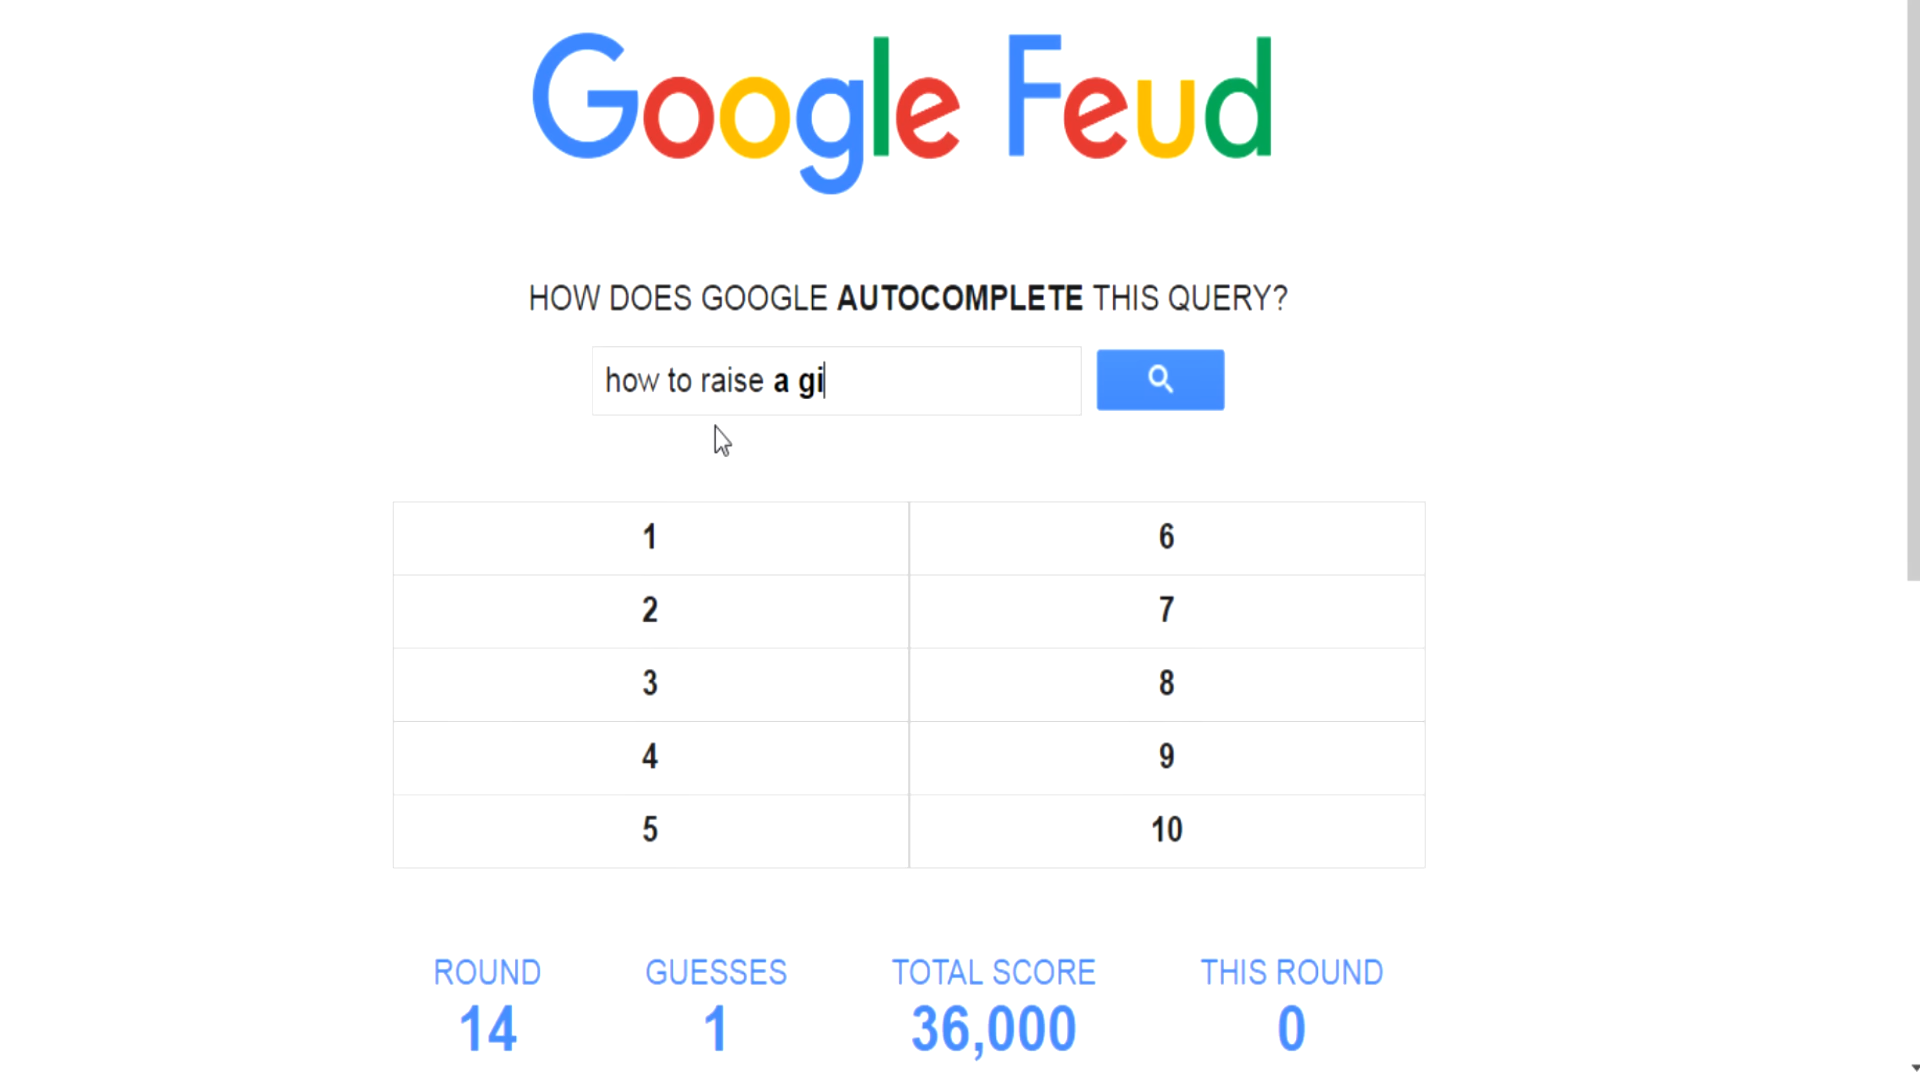 Google Feud
HOW DOES GOOGLE AUTOCOMPLETE THIS QUERY?
how to raise a gi
1 6
2 7
3 8
4 9
5 10
ROUND GUESSES TOTAL SCORE THIS ROUND
14 1 36,000 0